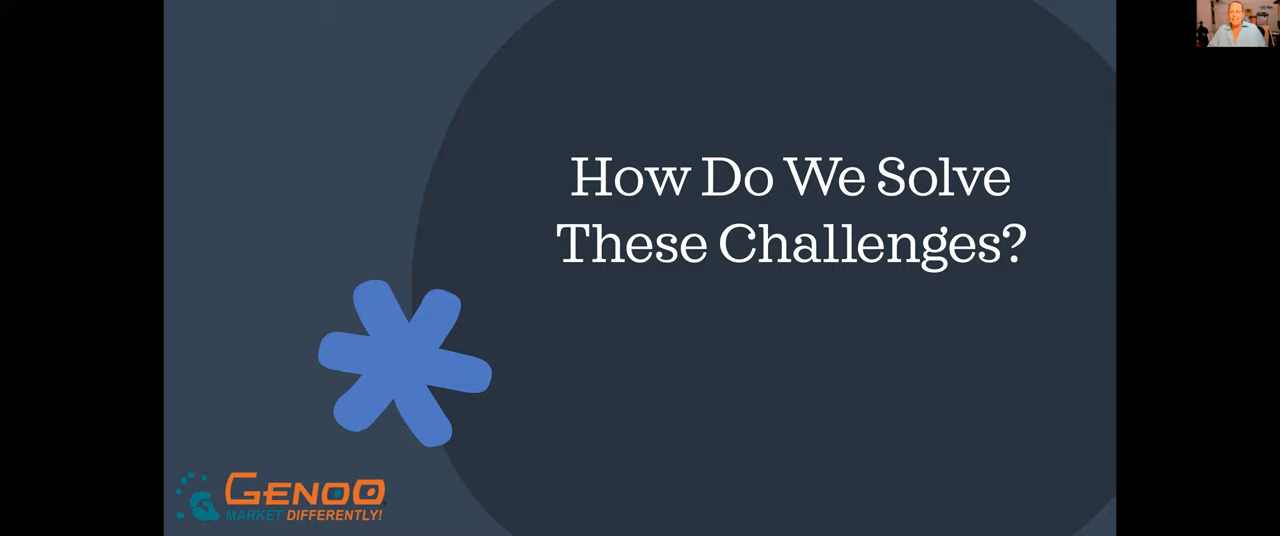 How Do We Solve
These Challenges?
GENOO
MARKET DIFFERENTLY!